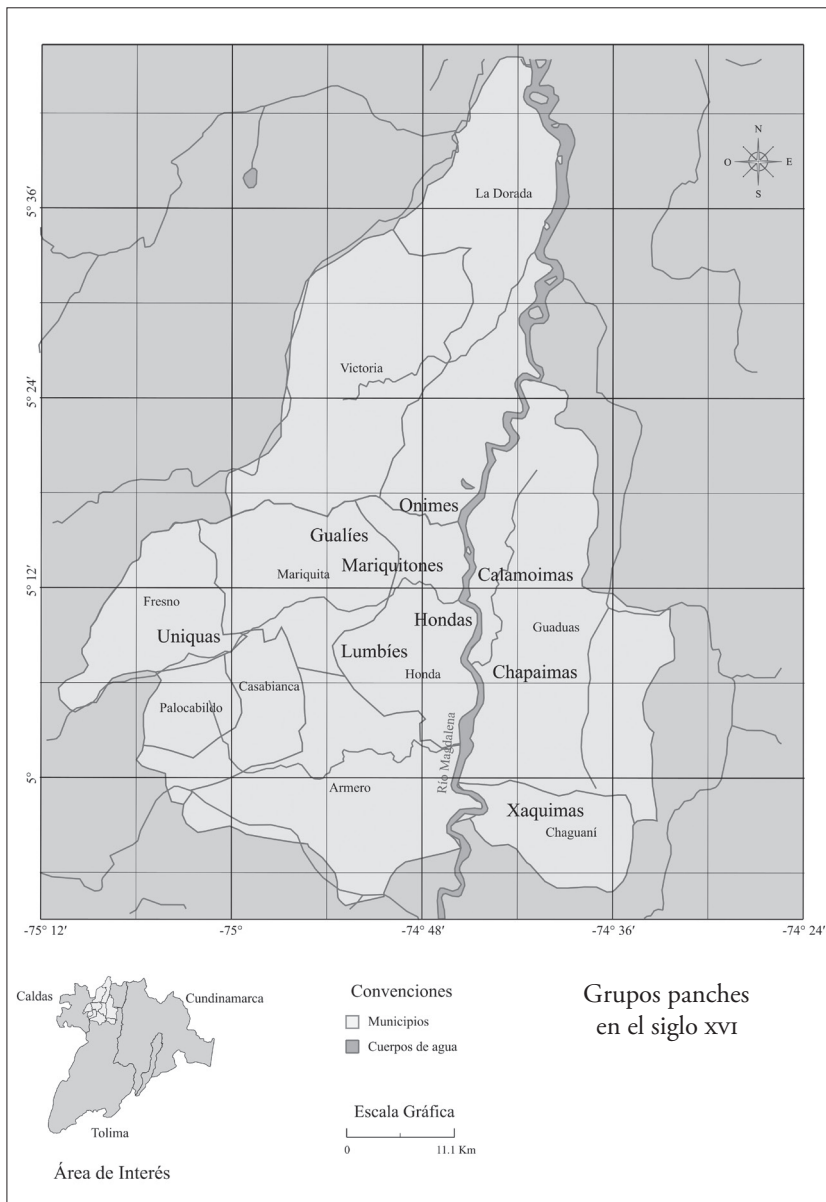 N
O
E
S
5° 36′
5° 24′
5° 12′
5°
La Dorada
Victoria
Onimes
Gualíes
Mariquitones
Mariquita
Calamoimas
Fresno
Hondas
Guaduas
Uniquas
Lumbíes
Honda
Chapaimas
Casabianca
Palocabildo
Río Magdalena
Armero
Xaquimas
Chaguaní
-75° 12′
-75°
-74° 48′
-74° 36′
-74° 24′
Caldas
Cundinamarca
Tolima
Área de Interés
Convenciones
Municipios
Cuerpos de agua
Escala Gráfica
0
11.1 Km
Grupos panches
en el siglo XVI